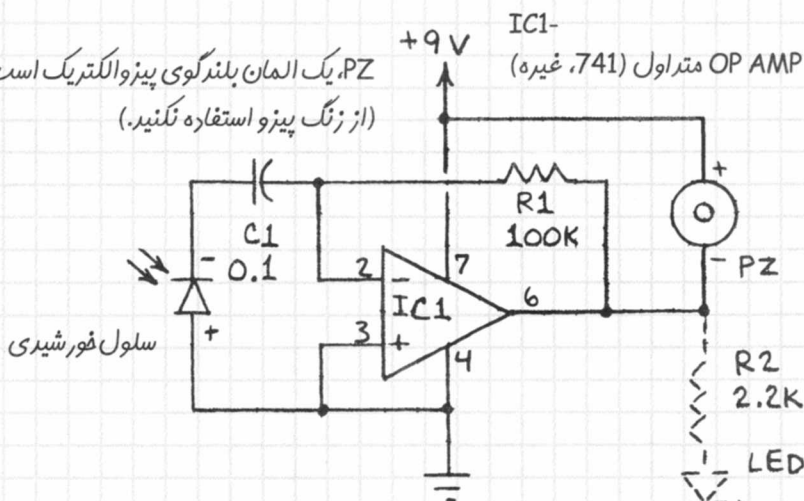 IC1-
OP AMP متداول (741، غیره)
+9V
PZ، یک المان بلندگوی پیزوالکتریک است
(از زنگ پیزو استفاده نکنید.)
+
R1
100K
C1
0.1
-
- PZ
2
-
7
IC1
6
3
+
4
+
سلول خورشیدی
R2
2.2K
LED